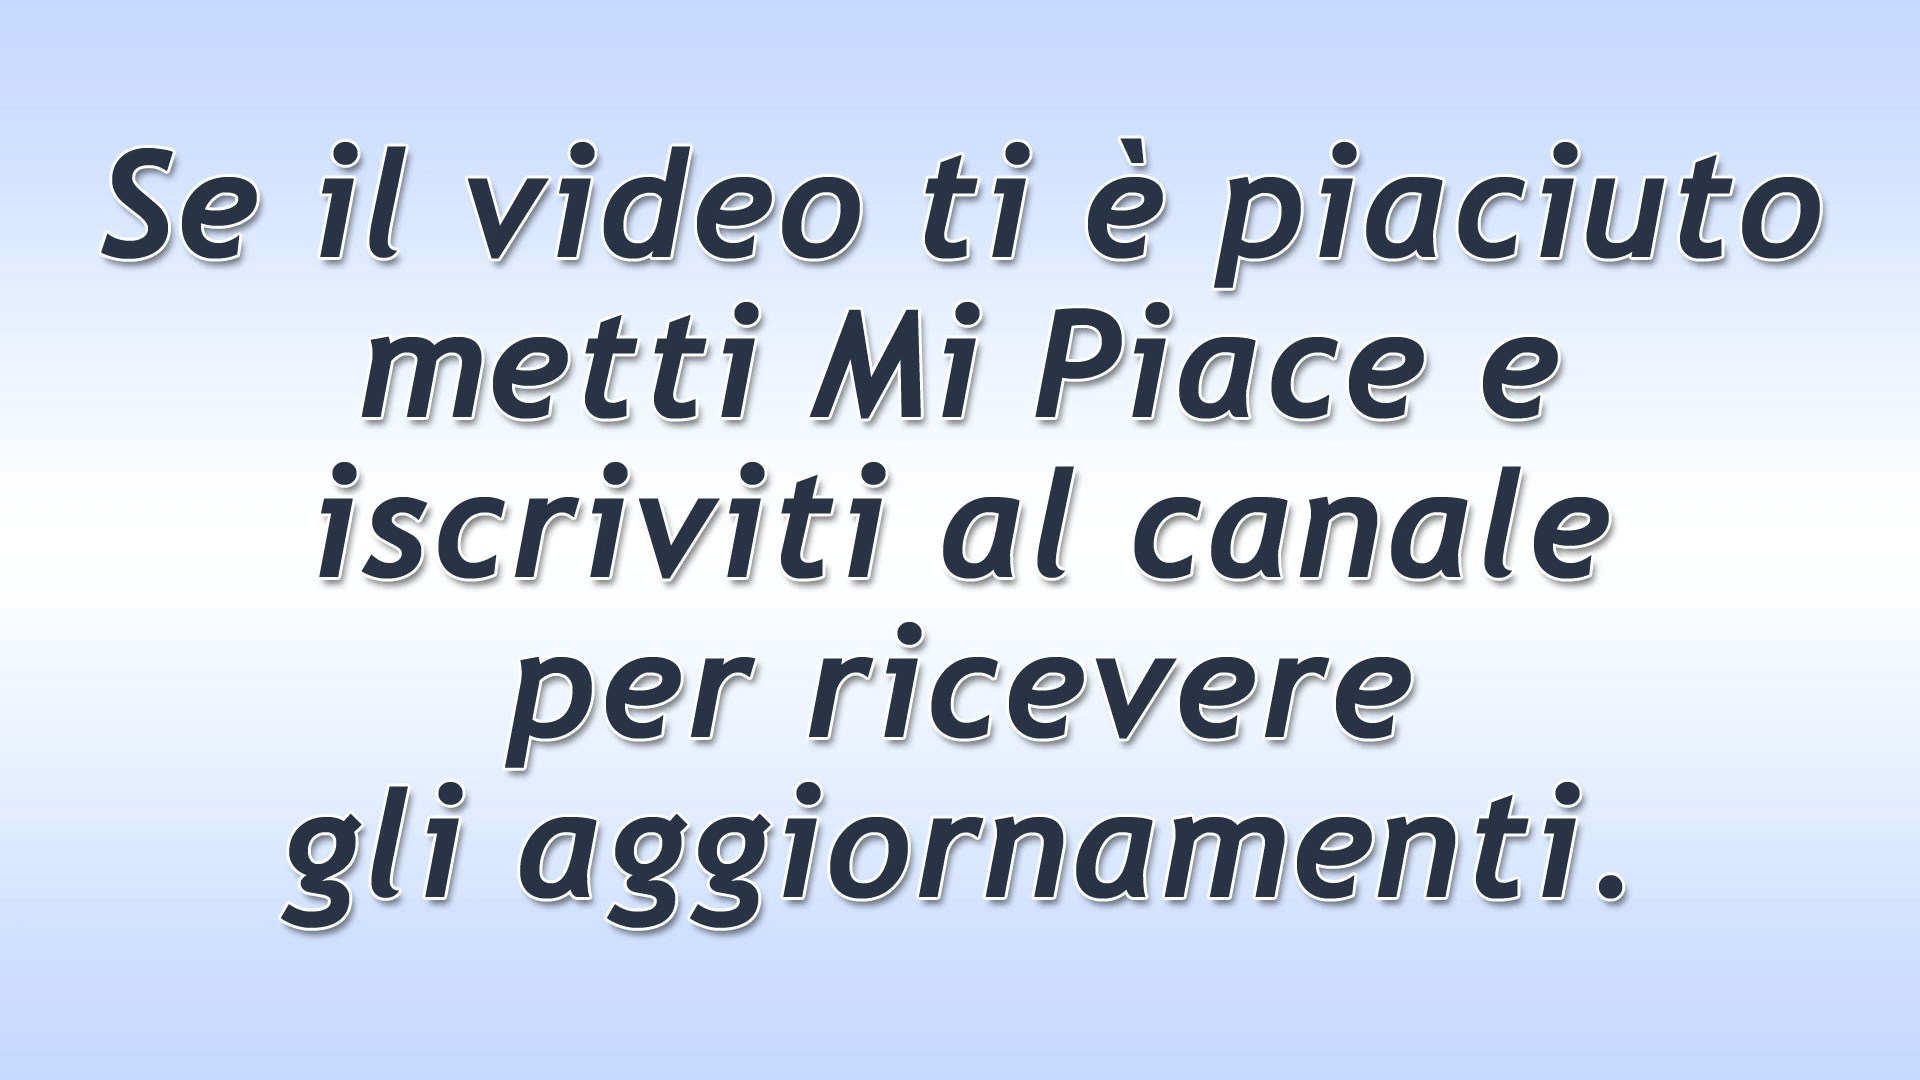 Se il video ti è piaciuto
metti Mi Piace e
iscriviti al canale
per ricevere
gli aggiornamenti.